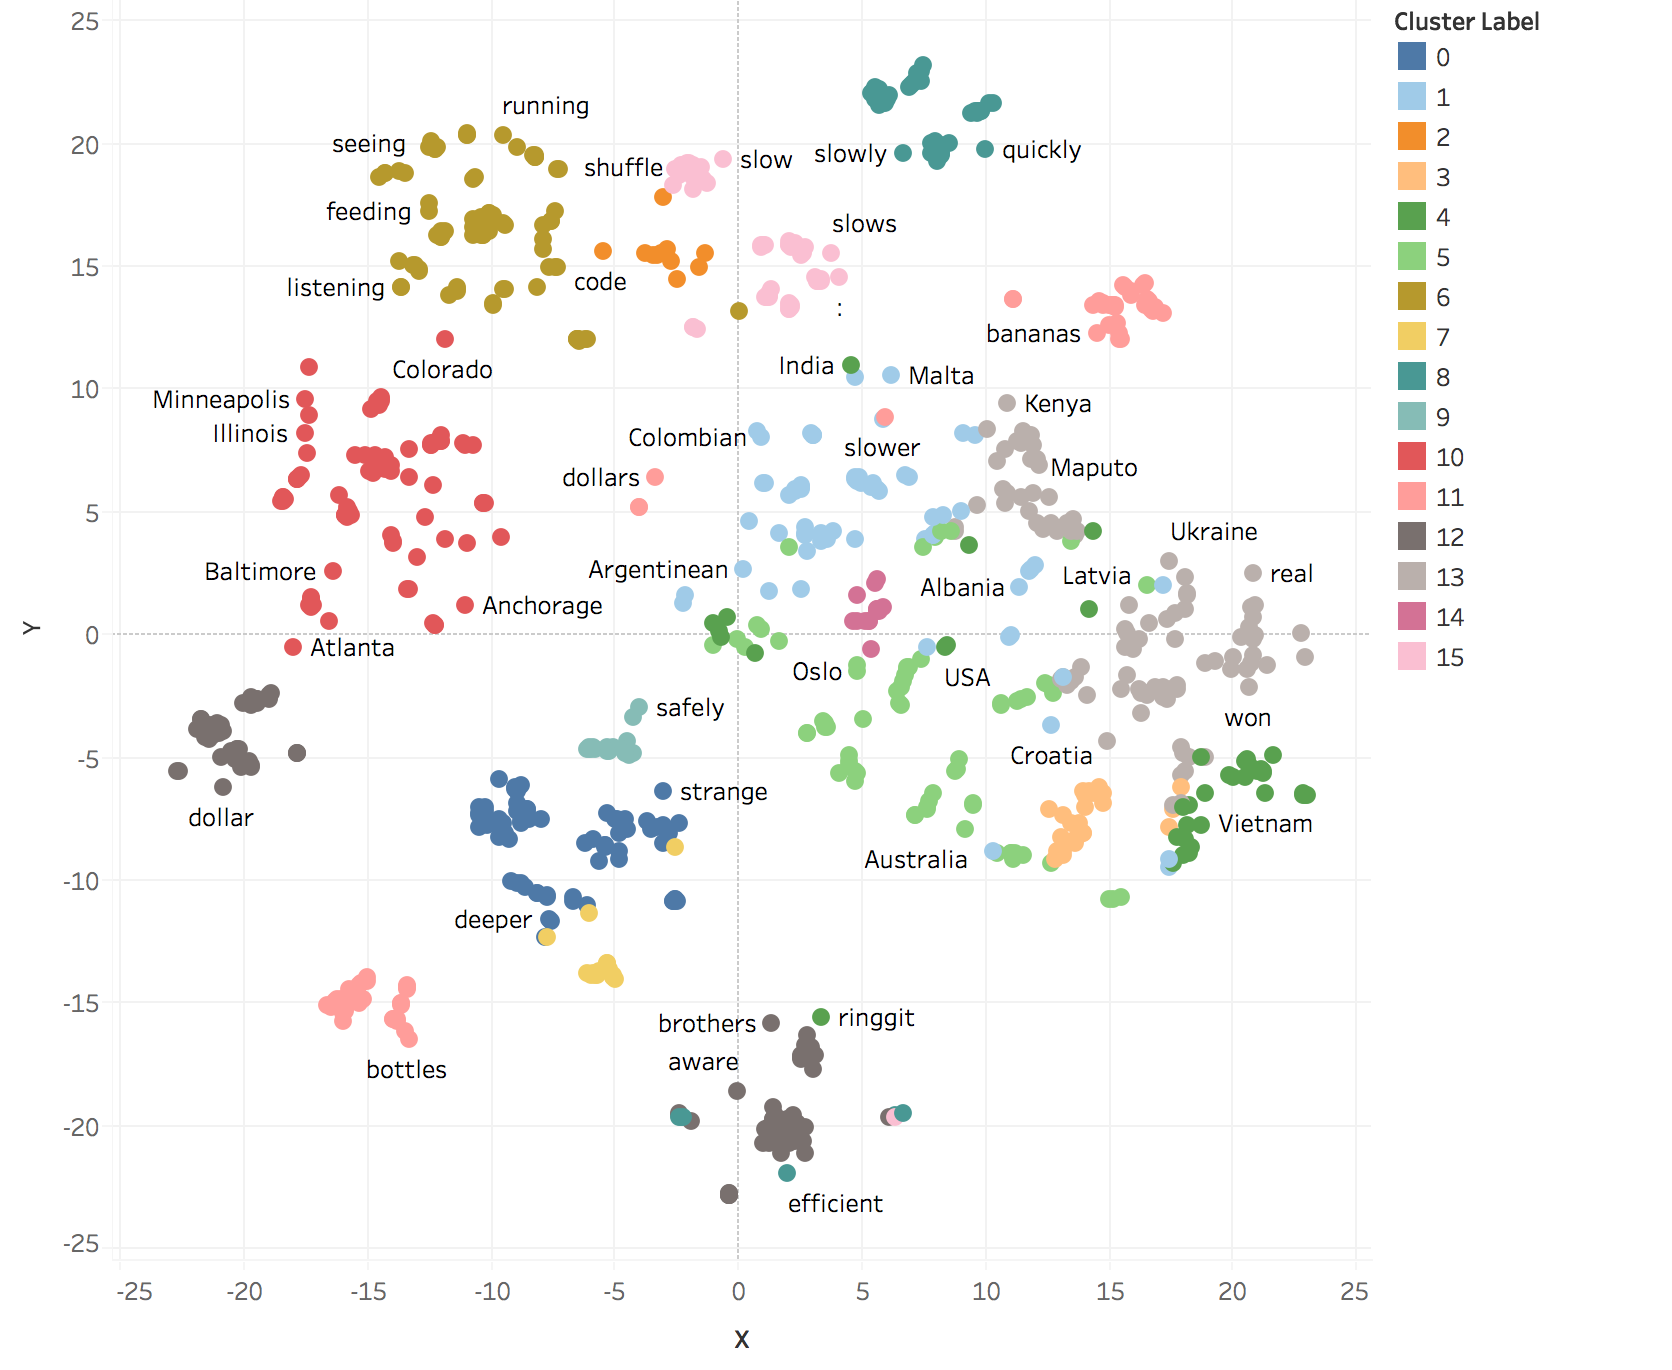 Cluster Label
0
1
2
3
4
5
6
7
8
9
10
11
12
13
14
15
25
20
15
10
5
0
-5
-10
-15
-20
-25
Y
running
seeing
shuffle
slow
slowly
quickly
feeding
slows
listening
code
:
bananas
India
Malta
Colorado
Minneapolis
Kenya
Illinois
Colombian
slower
dollars
Maputo
Ukraine
Baltimore
Argentinean
Albania
Latvia
real
Anchorage
Atlanta
Oslo
USA
safely
won
Croatia
strange
dollar
Vietnam
Australia
deeper
brothers
ringgit
aware
bottles
efficient
-25
-20
-15
-10
-5
0
5
10
15
20
25
X